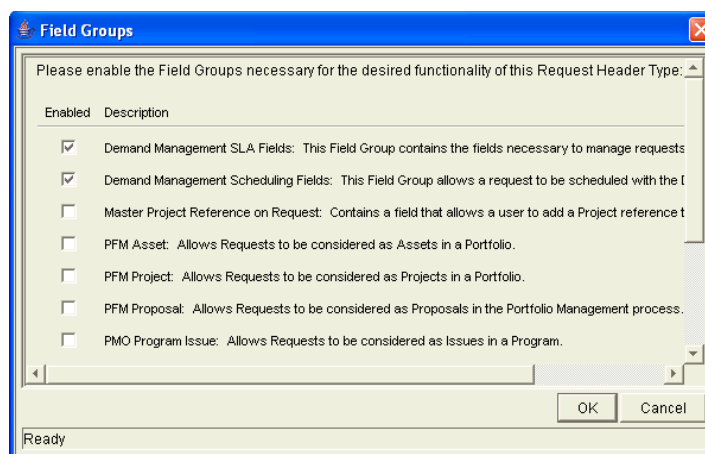 Field Groups
Please enable the Field Groups necessary for the desired functionality of this Request Header Type:
Enabled Description
Demand Management SLA Fields: This Field Group contains the fields necessary to manage requests
Demand Management Scheduling Fields: This Field Group allows a request to be scheduled with the
Master Project Reference on Request: Contains a field that allows a user to add a Project reference
PFM Asset: Allows Requests to be considered as Assets in a Portfolio.
PFM Project: Allows Requests to be considered as Projects in a Portfolio.
PFM Proposal: Allows Requests to be considered as Proposals in the Portfolio Management process.
PMO Program Issue: Allows Requests to be considered as Issues in a Program.
OK Cancel
Ready